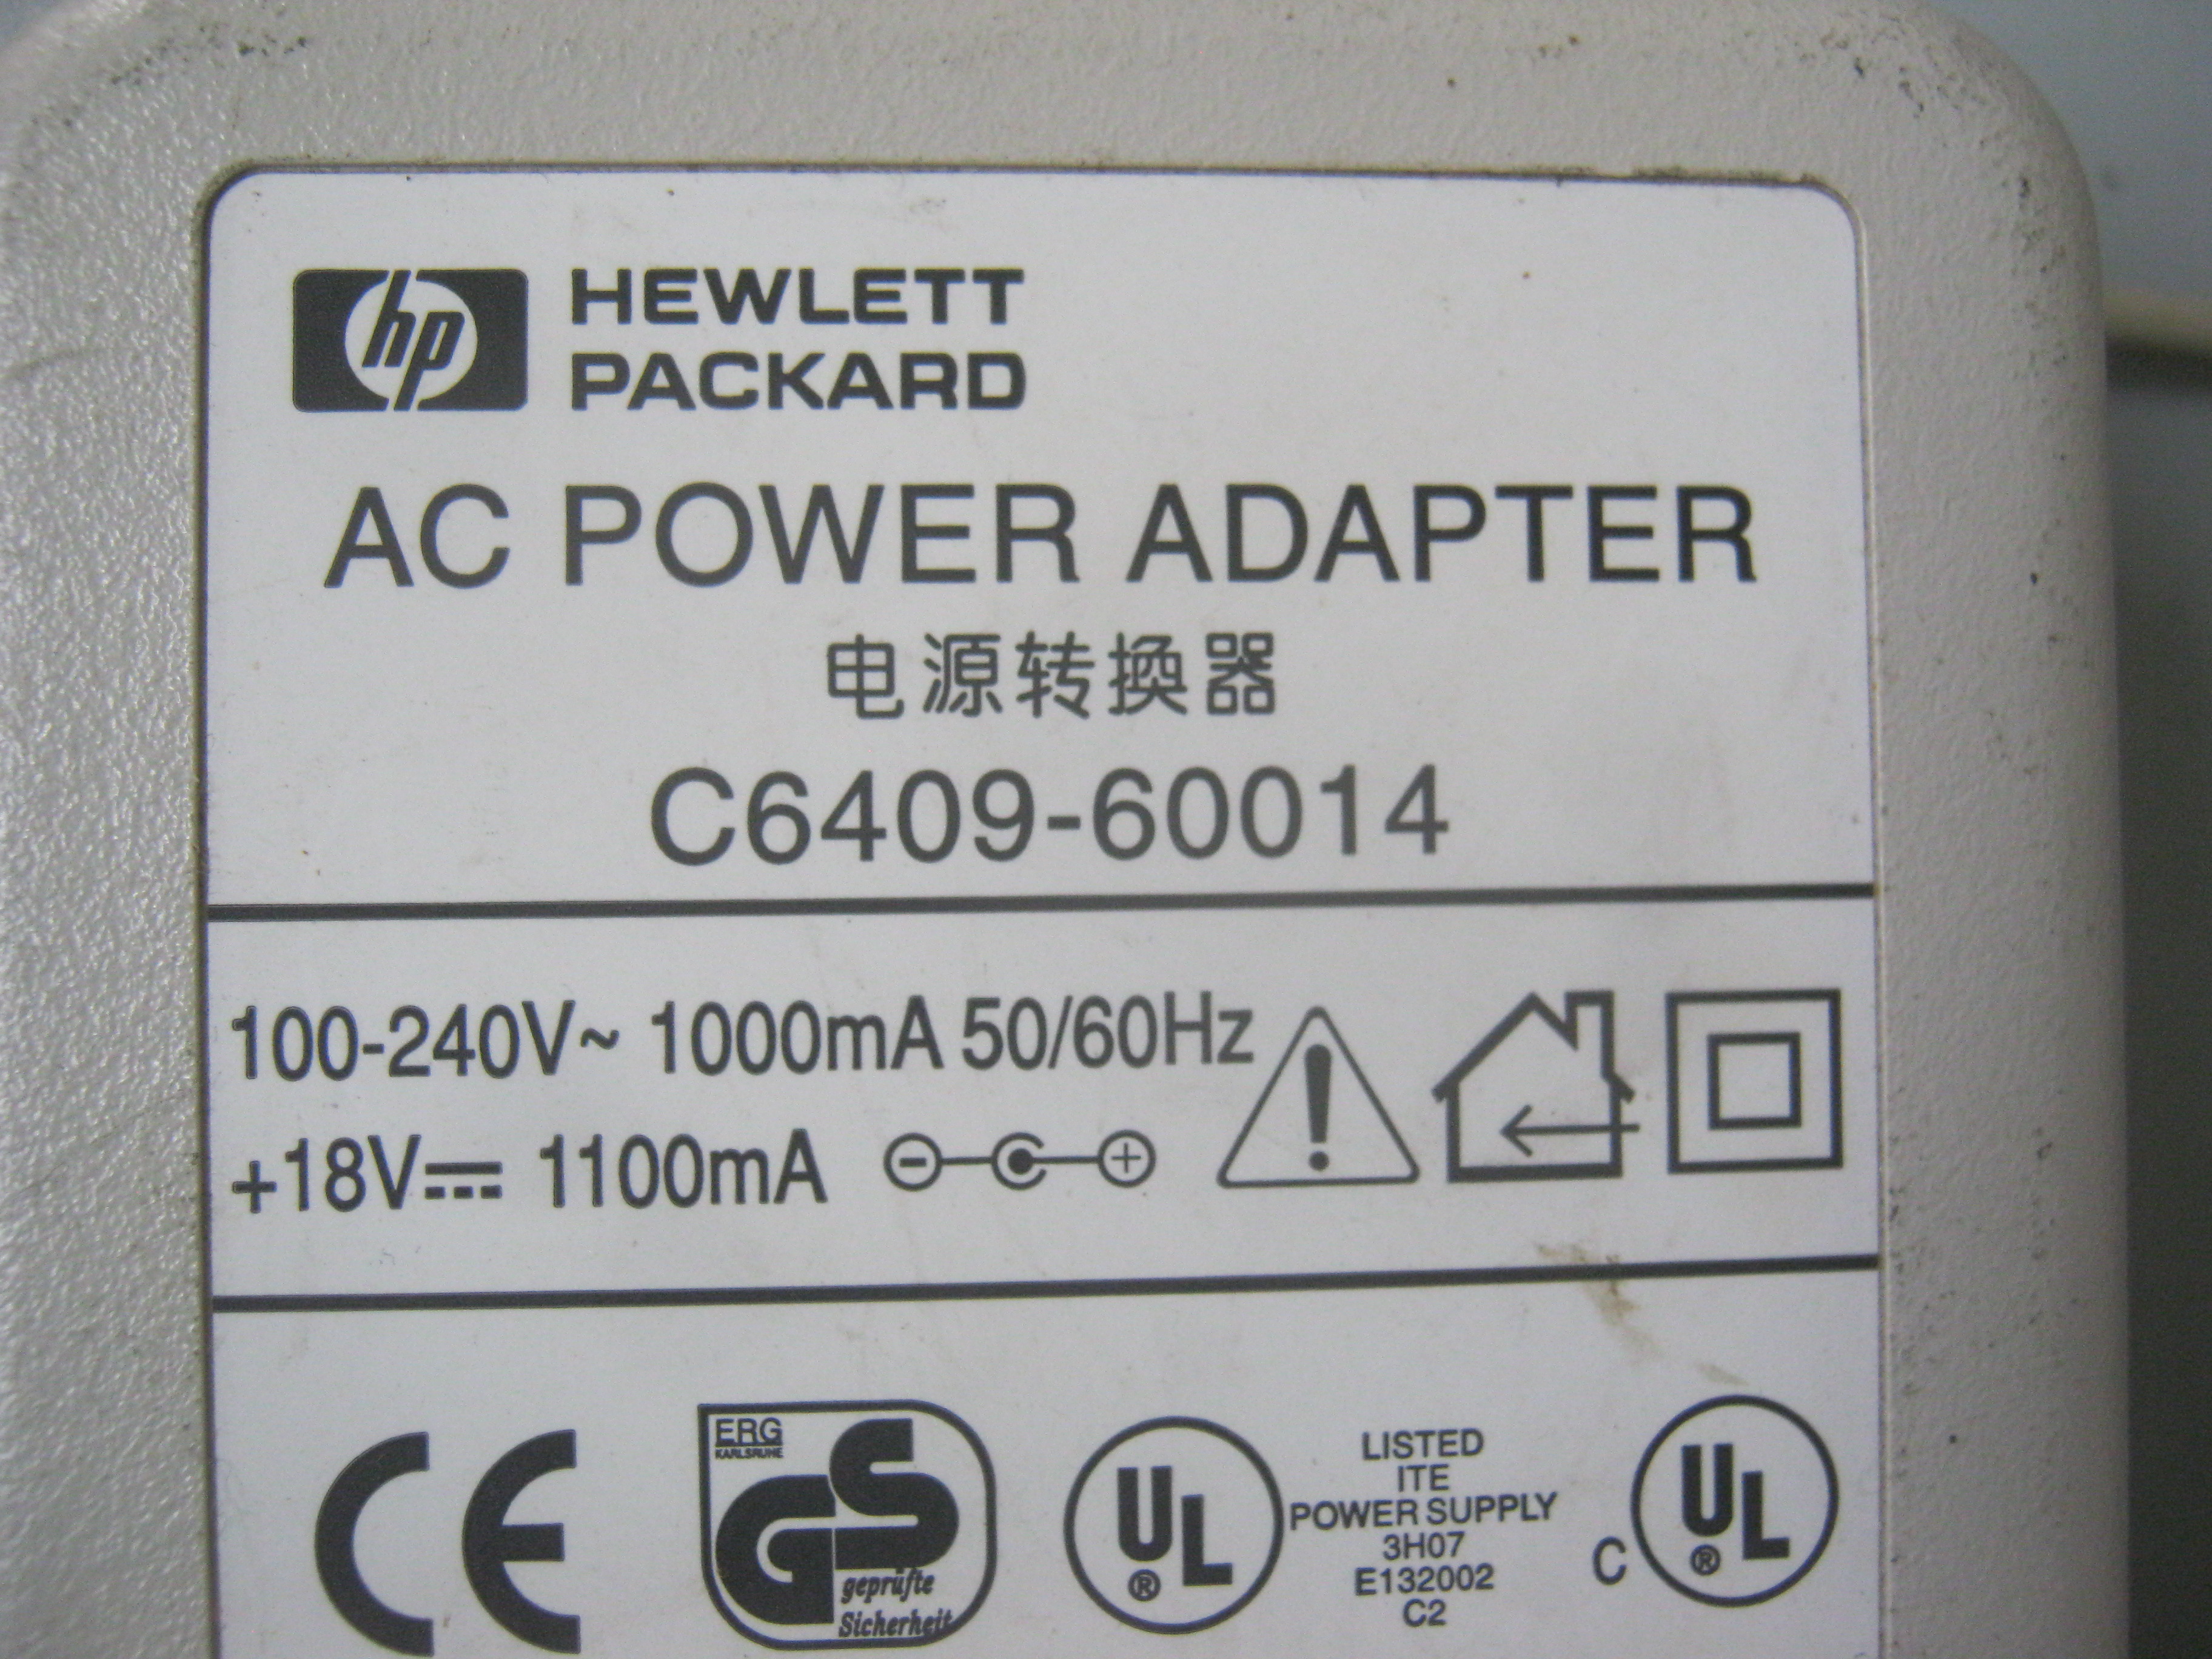 hp HEWLETT
PACKARD
AC POWER ADAPTER
电源转换器
C6409-60014
100-240V~ 1000mA 50/60Hz
+18V⎓ 1100mA
CE
ERG
KARLSRUHE
GS
geprüfte
Sicherheit
UL
®
LISTED
ITE
POWER SUPPLY
3H07
E132002
C2
C UL
®